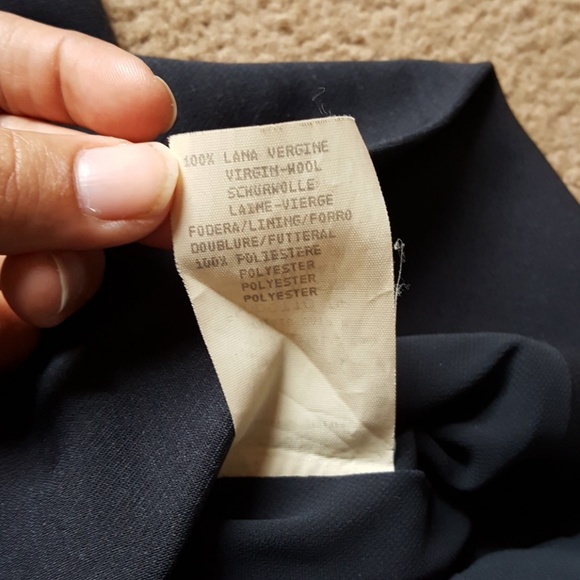 100% LANA VERGINE
VIRGIN-WOOL
SCHURWOLLE
LAINE-VIERGE
FODERA/LINING/FORRO
DOUBLURE/FUTTERAL
100% POLIESTERE
POLYESTER
POLYESTER
POLYESTER